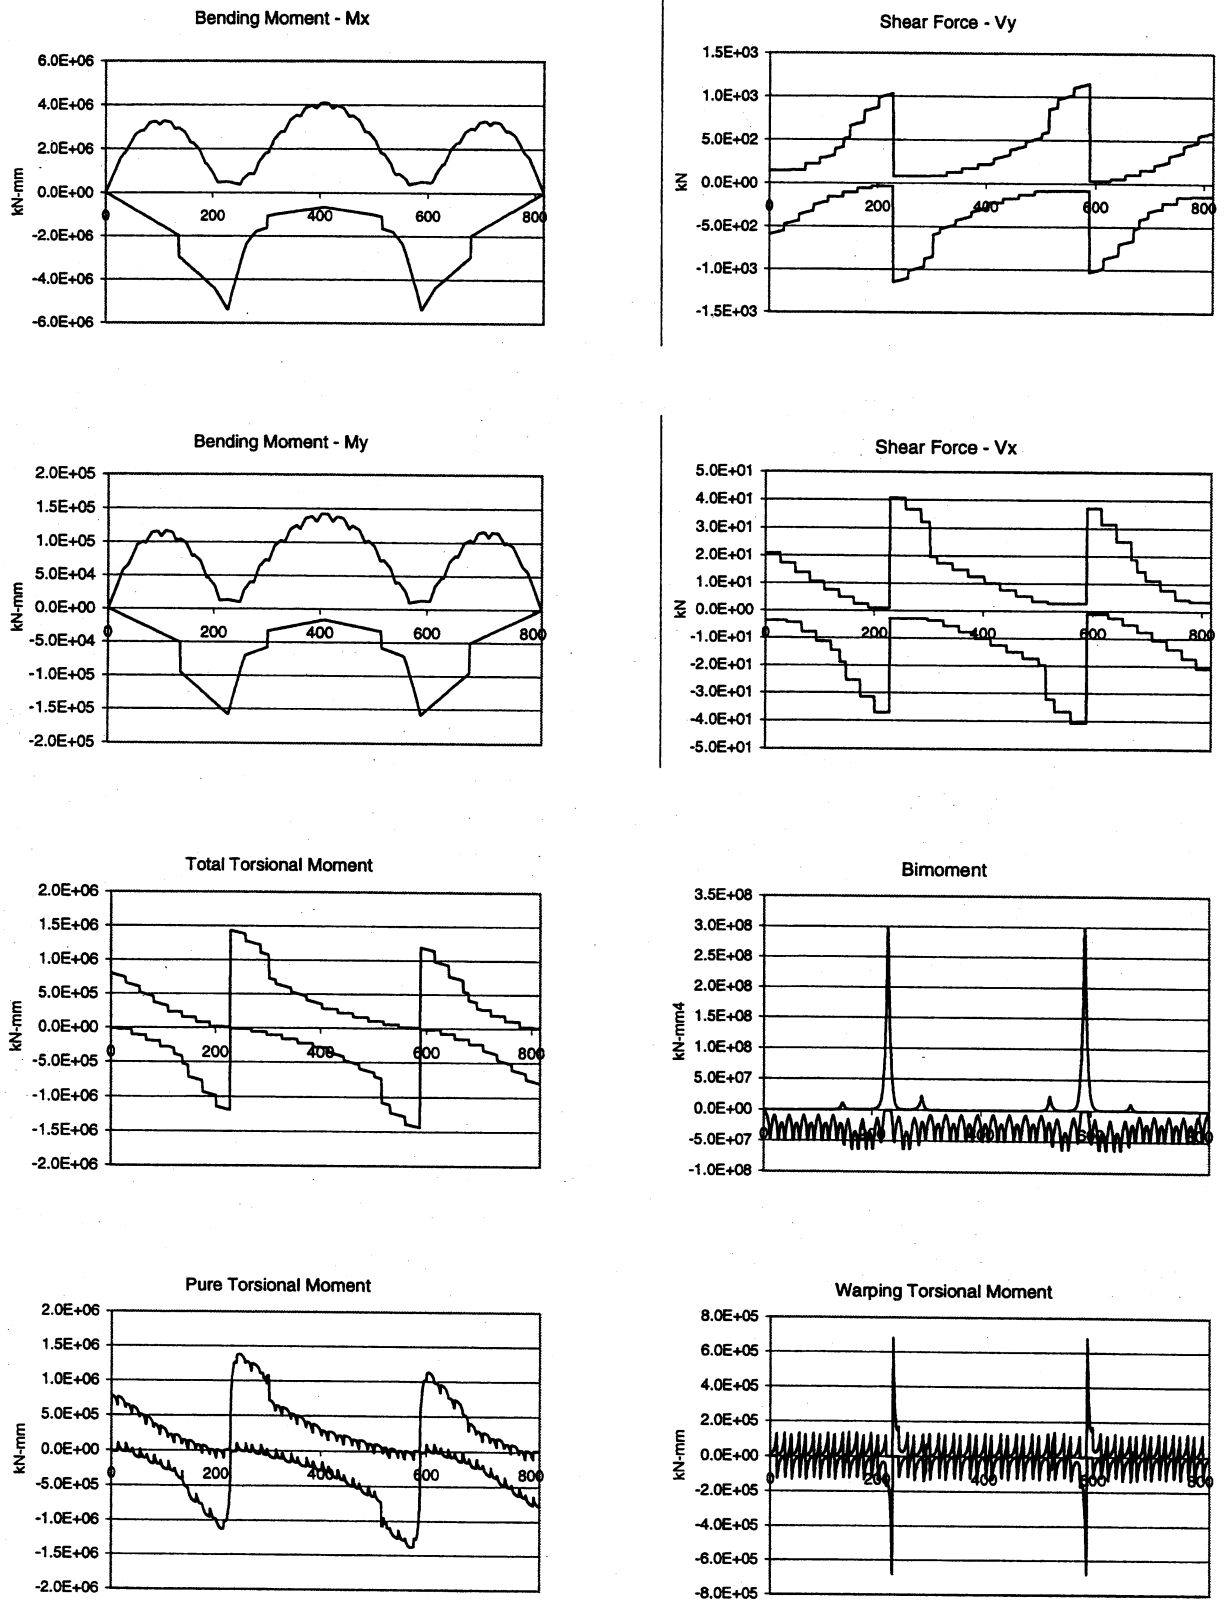 Bending Moment - Mx
6.0E+06
4.0E+06
2.0E+06
0.0E+00
-2.0E+06
-4.0E+06
-6.0E+06
kN-mm
0 200 400 600 800
Shear Force - Vy
1.5E+03
1.0E+03
5.0E+02
0.0E+00
-5.0E+02
-1.0E+03
-1.5E+03
kN
0 200 400 600 800
Bending Moment - My
2.0E+05
1.5E+05
1.0E+05
5.0E+04
0.0E+00
-5.0E+04
-1.0E+05
-1.5E+05
-2.0E+05
kN-mm
0 200 400 600 800
Shear Force - Vx
5.0E+01
4.0E+01
3.0E+01
2.0E+01
1.0E+01
0.0E+00
-1.0E+01
-2.0E+01
-3.0E+01
-4.0E+01
-5.0E+01
kN
0 200 400 600 800
Total Torsional Moment
2.0E+06
1.5E+06
1.0E+06
5.0E+05
0.0E+00
-5.0E+05
-1.0E+06
-1.5E+06
-2.0E+06
kN-mm
0 200 400 600 800
Bimoment
3.5E+08
3.0E+08
2.5E+08
2.0E+08
1.5E+08
1.0E+08
5.0E+07
0.0E+00
-5.0E+07
-1.0E+08
kN-mm4
0 200 400 600 800
Pure Torsional Moment
2.0E+06
1.5E+06
1.0E+06
5.0E+05
0.0E+00
-5.0E+05
-1.0E+06
-1.5E+06
-2.0E+06
kN-mm
0 200 400 600 800
Warping Torsional Moment
8.0E+05
6.0E+05
4.0E+05
2.0E+05
0.0E+00
-2.0E+05
-4.0E+05
-6.0E+05
-8.0E+05
kN-mm
0 200 400 600 800